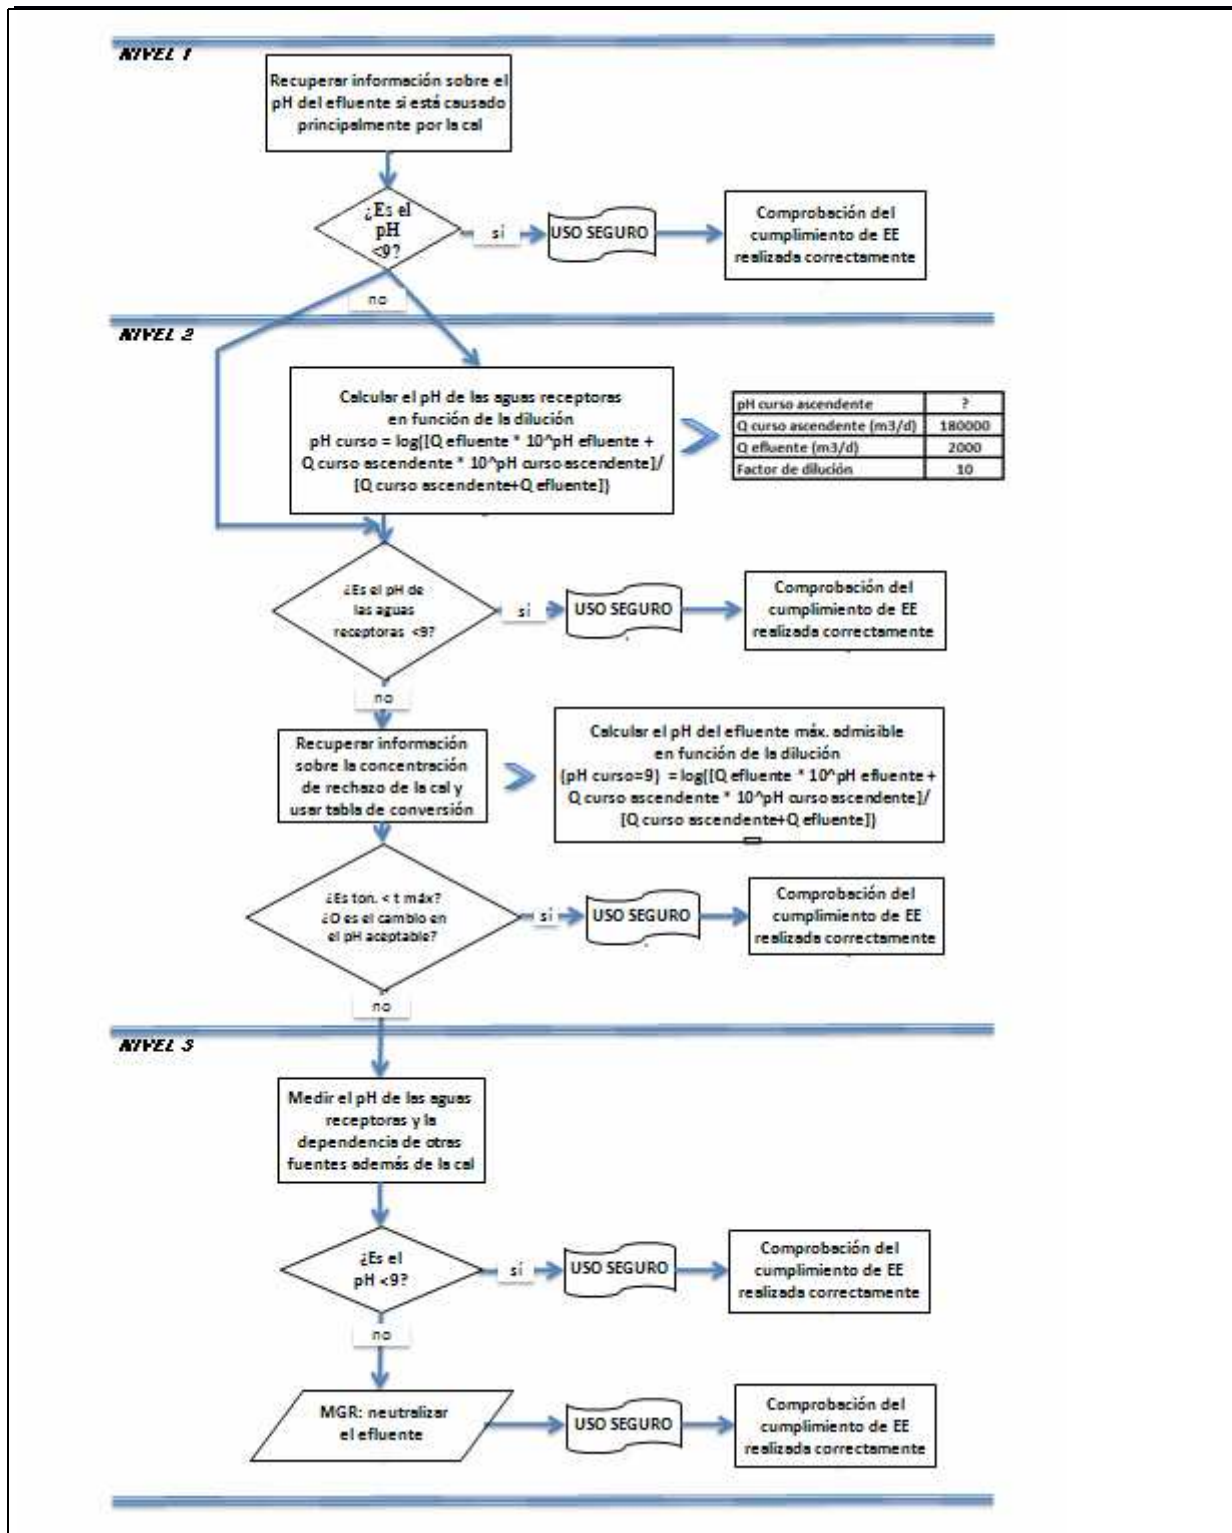 NIVEL 1
Recuperar información sobre el
pH del efluente si está causado
principalmente por la cal
¿Es el
pH
<9?
sí
USO SEGURO
Comprobación del
cumplimiento de EE
realizada correctamente
no
NIVEL 2
Calcular el pH de las aguas receptoras
en función de la dilución
pH curso = log([Q efluente * 10^pH efluente +
Q curso ascendente * 10^pH curso ascendente]/
[Q curso ascendente+Q efluente])
pH curso ascendente ?
Q curso ascendente (m3/d) 180000
Q efluente (m3/d) 2000
Factor de dilución 10
¿Es el pH de
las aguas
receptoras <9?
sí
USO SEGURO
Comprobación del
cumplimiento de EE
realizada correctamente
no
Recuperar información
sobre la concentración
de rechazo de la cal y
usar tabla de conversión
Calcular el pH del efluente máx. admisible
en función de la dilución
(pH curso=9) = log([Q efluente * 10^pH efluente +
Q curso ascendente * 10^pH curso ascendente]/
[Q curso ascendente+Q efluente])
¿Es ton. < t máx?
¿O es el cambio en
el pH aceptable?
sí
USO SEGURO
Comprobación del
cumplimiento de EE
realizada correctamente
no
NIVEL 3
Medir el pH de las aguas
receptoras y la
dependencia de otras
fuentes además de la cal
¿Es el
pH <9?
sí
USO SEGURO
Comprobación del
cumplimiento de EE
realizada correctamente
no
MGR: neutralizar
el efluente
USO SEGURO
Comprobación del
cumplimiento de EE
realizada correctamente